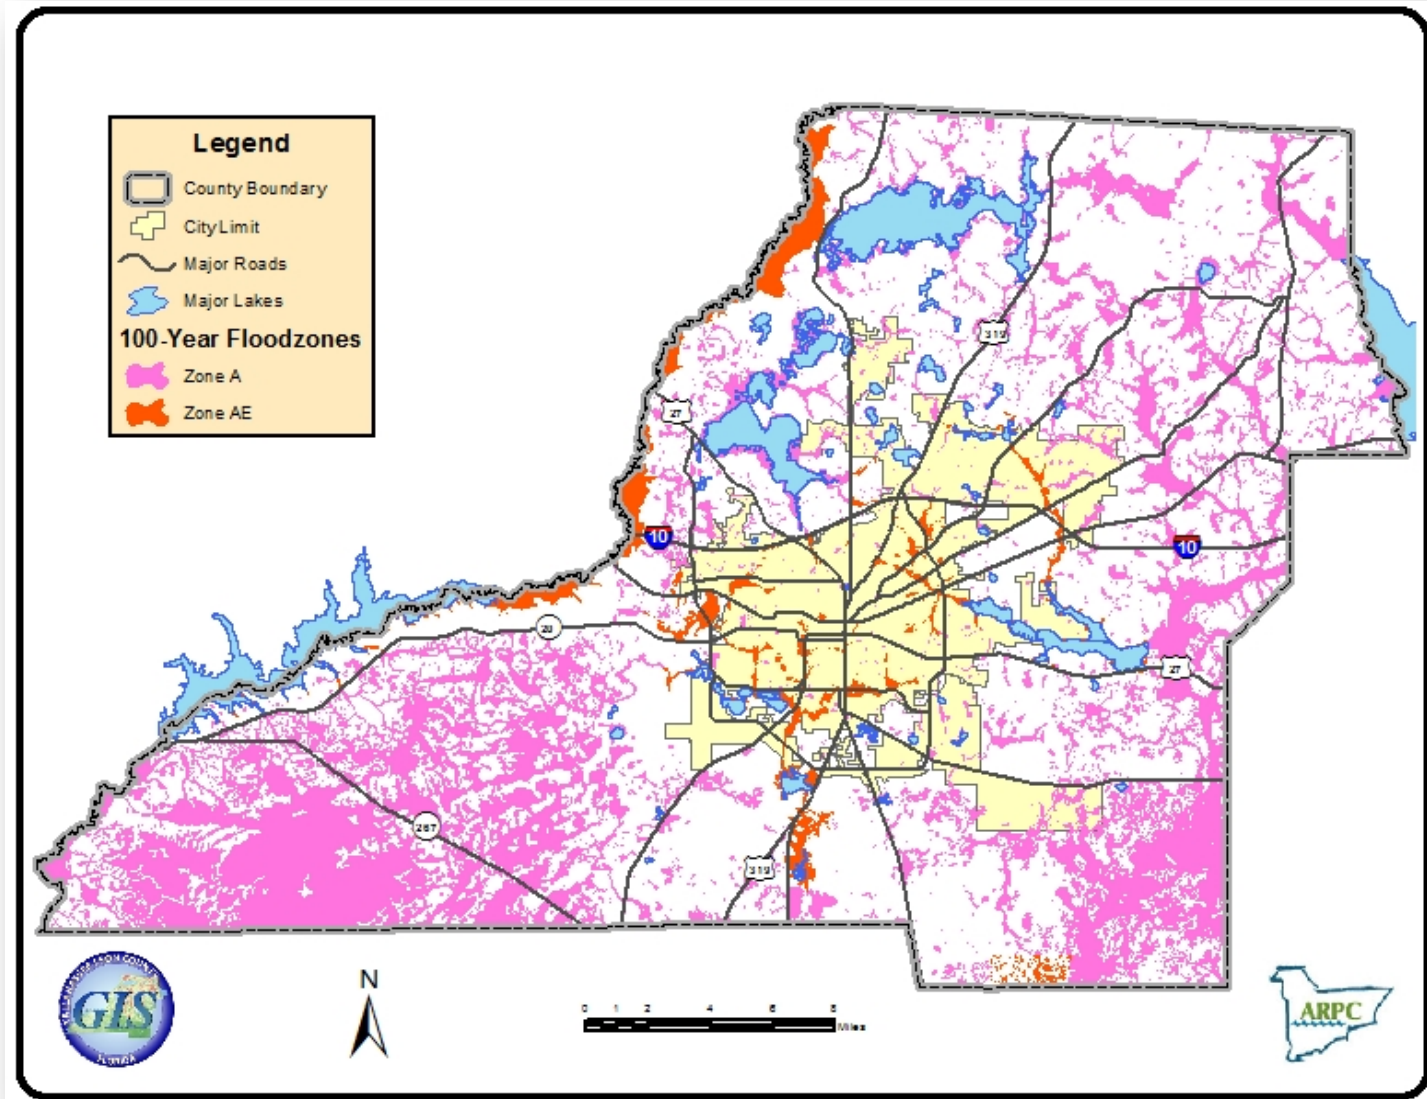 Legend
County Boundary
City Limit
Major Roads
Major Lakes
100-Year Floodzones
Zone A
Zone AE
319
27
10
10
20
27
267
319
GIS
Florida
N
0 1 2 4 6 8
Miles
ARPC